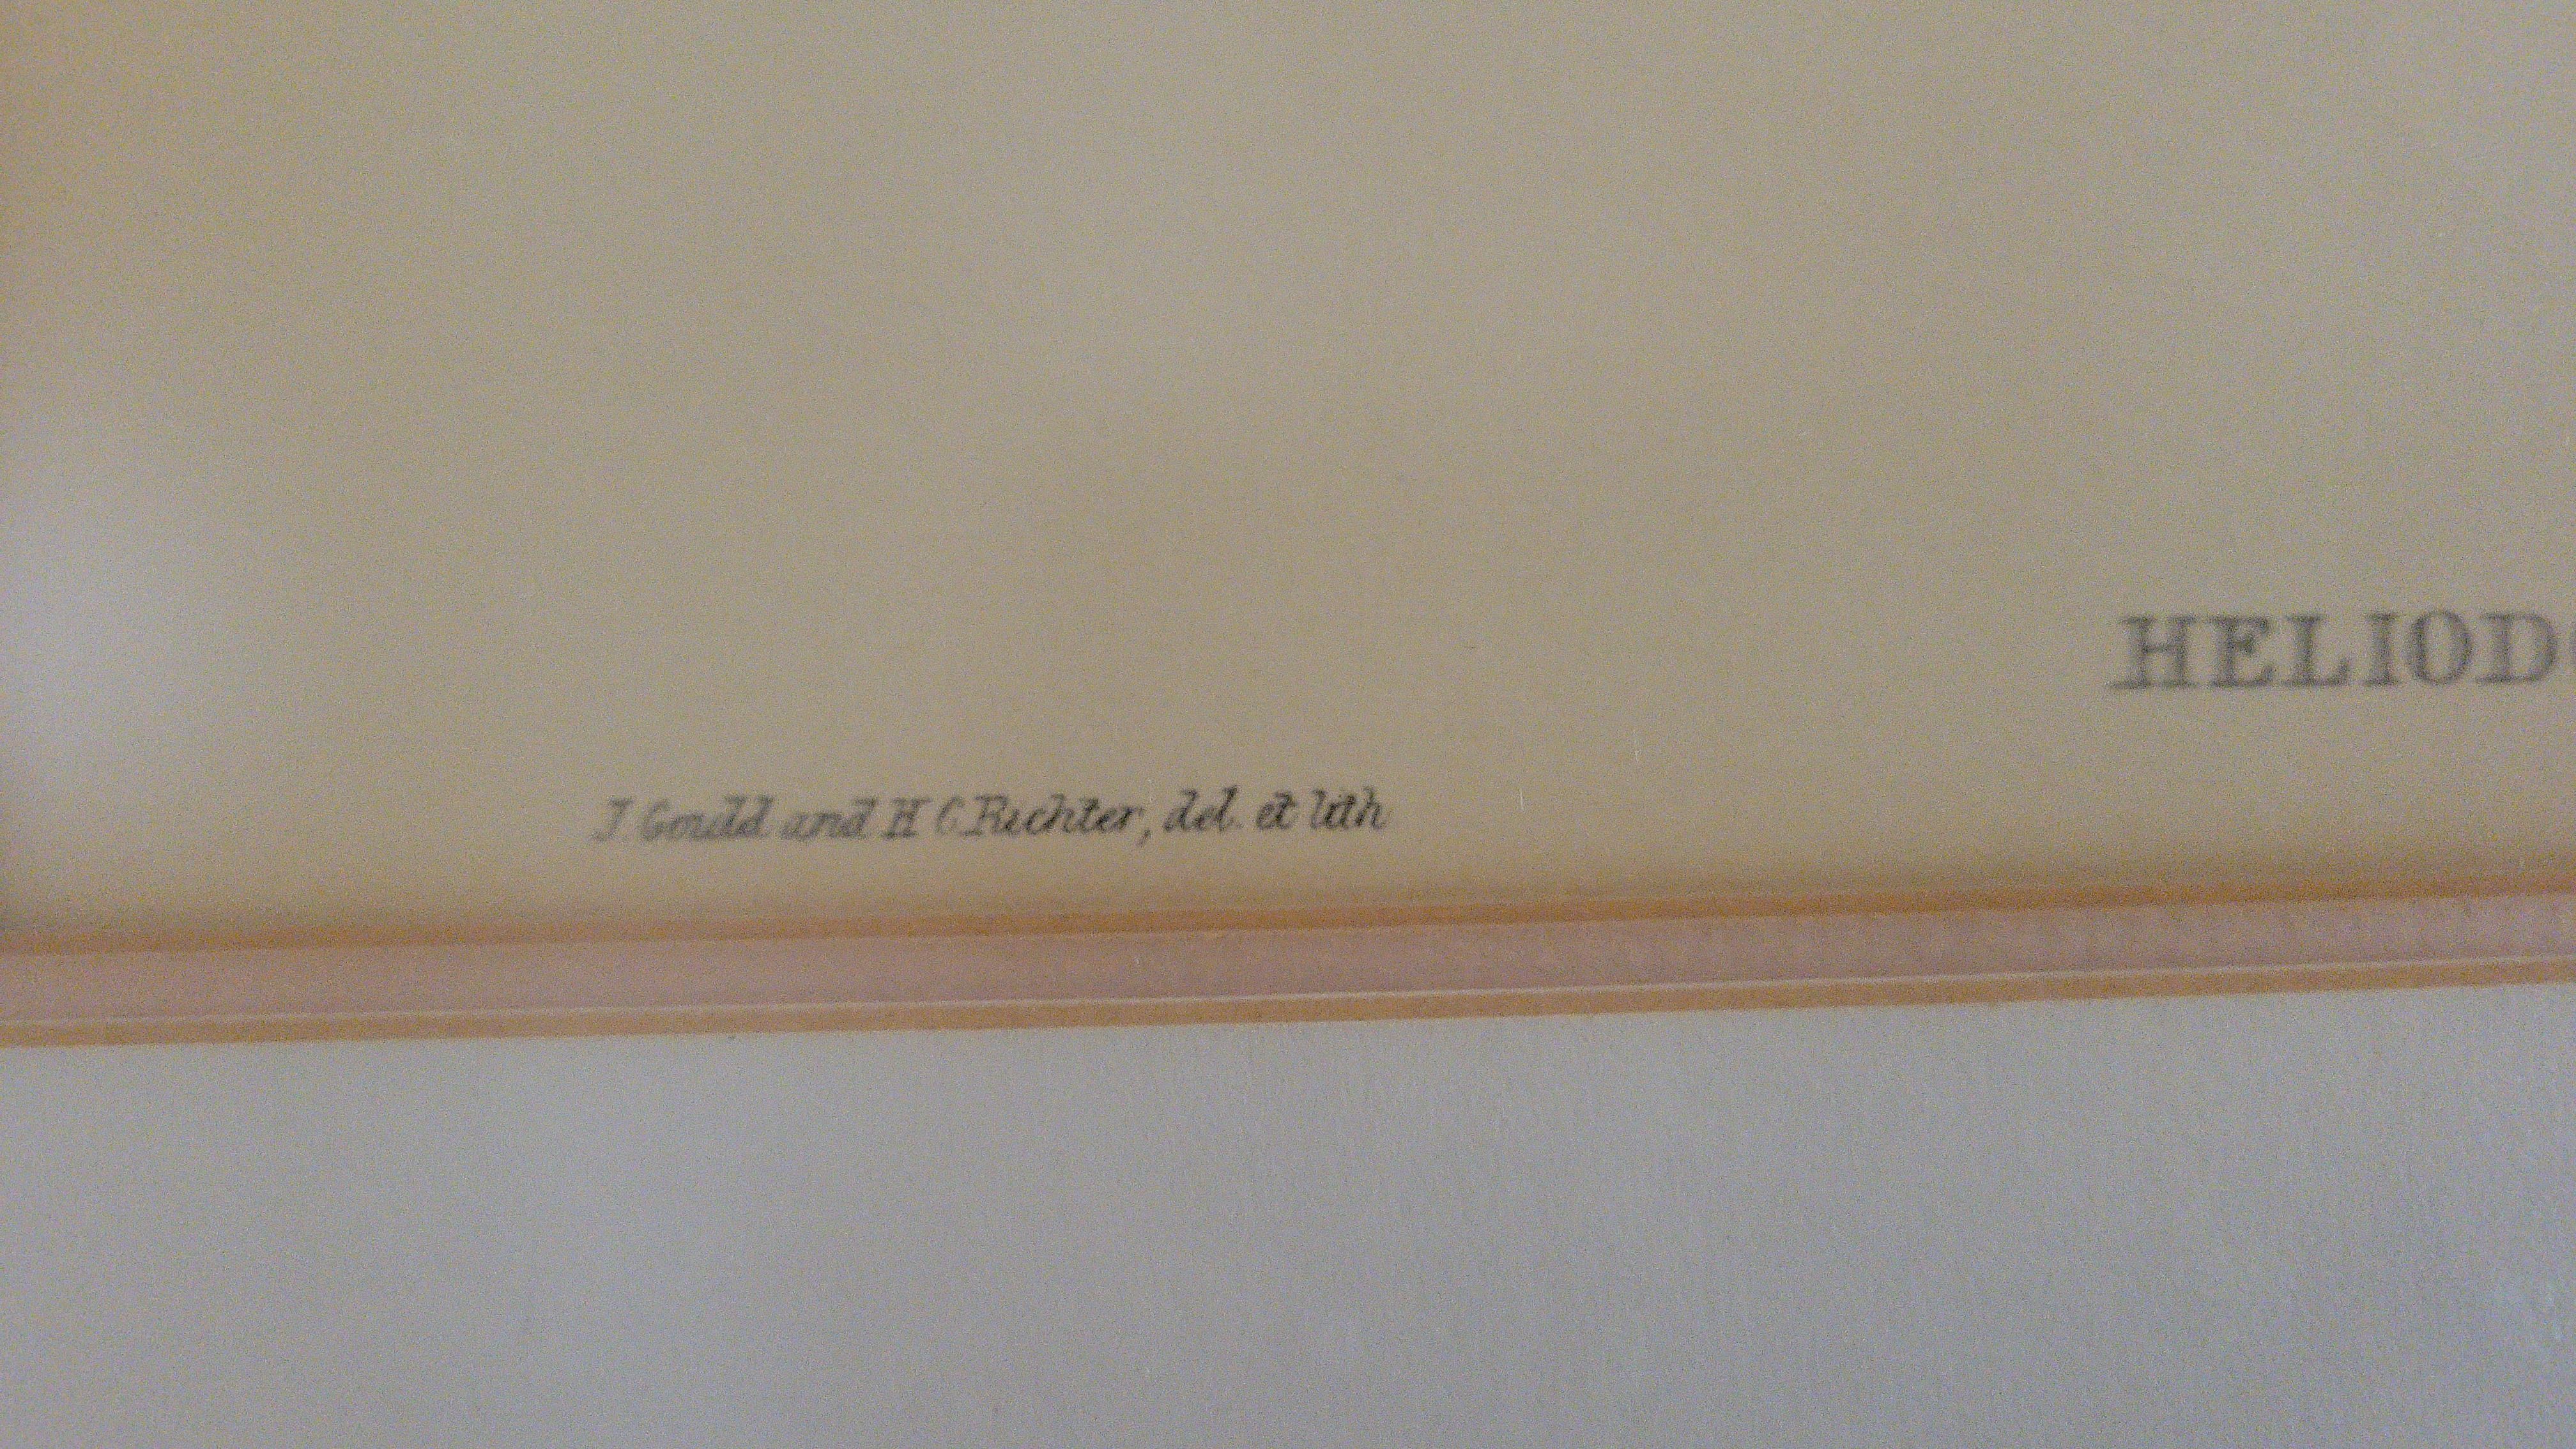 HELIOD
J. Gould and H C Richter, del. et lith